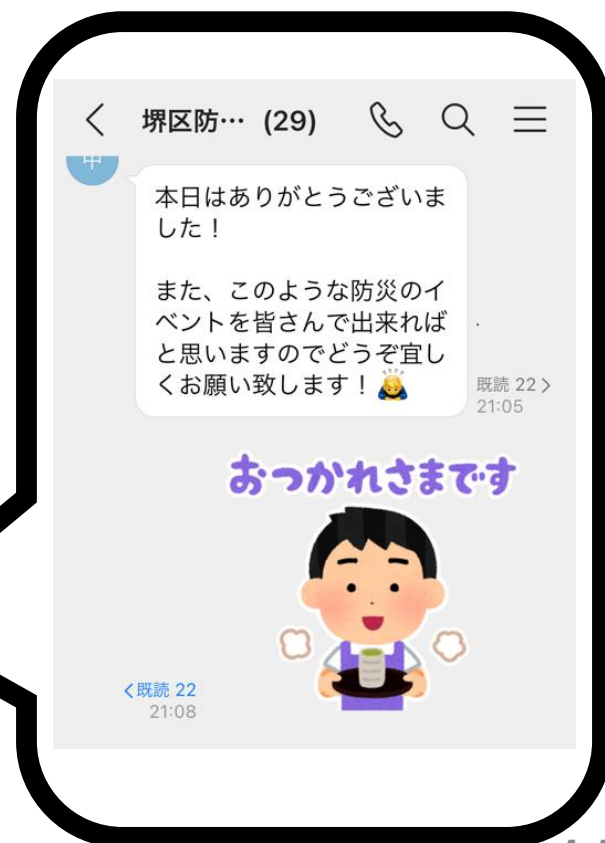 堺区防… (29)
中
本日はありがとうございま
した！
また、このような防災のイ
ベントを皆さんで出来れば
と思いますのでどうぞ宜し
くお願い致します！🙇
既読 22
21:05
おつかれさまです
既読 22
21:08